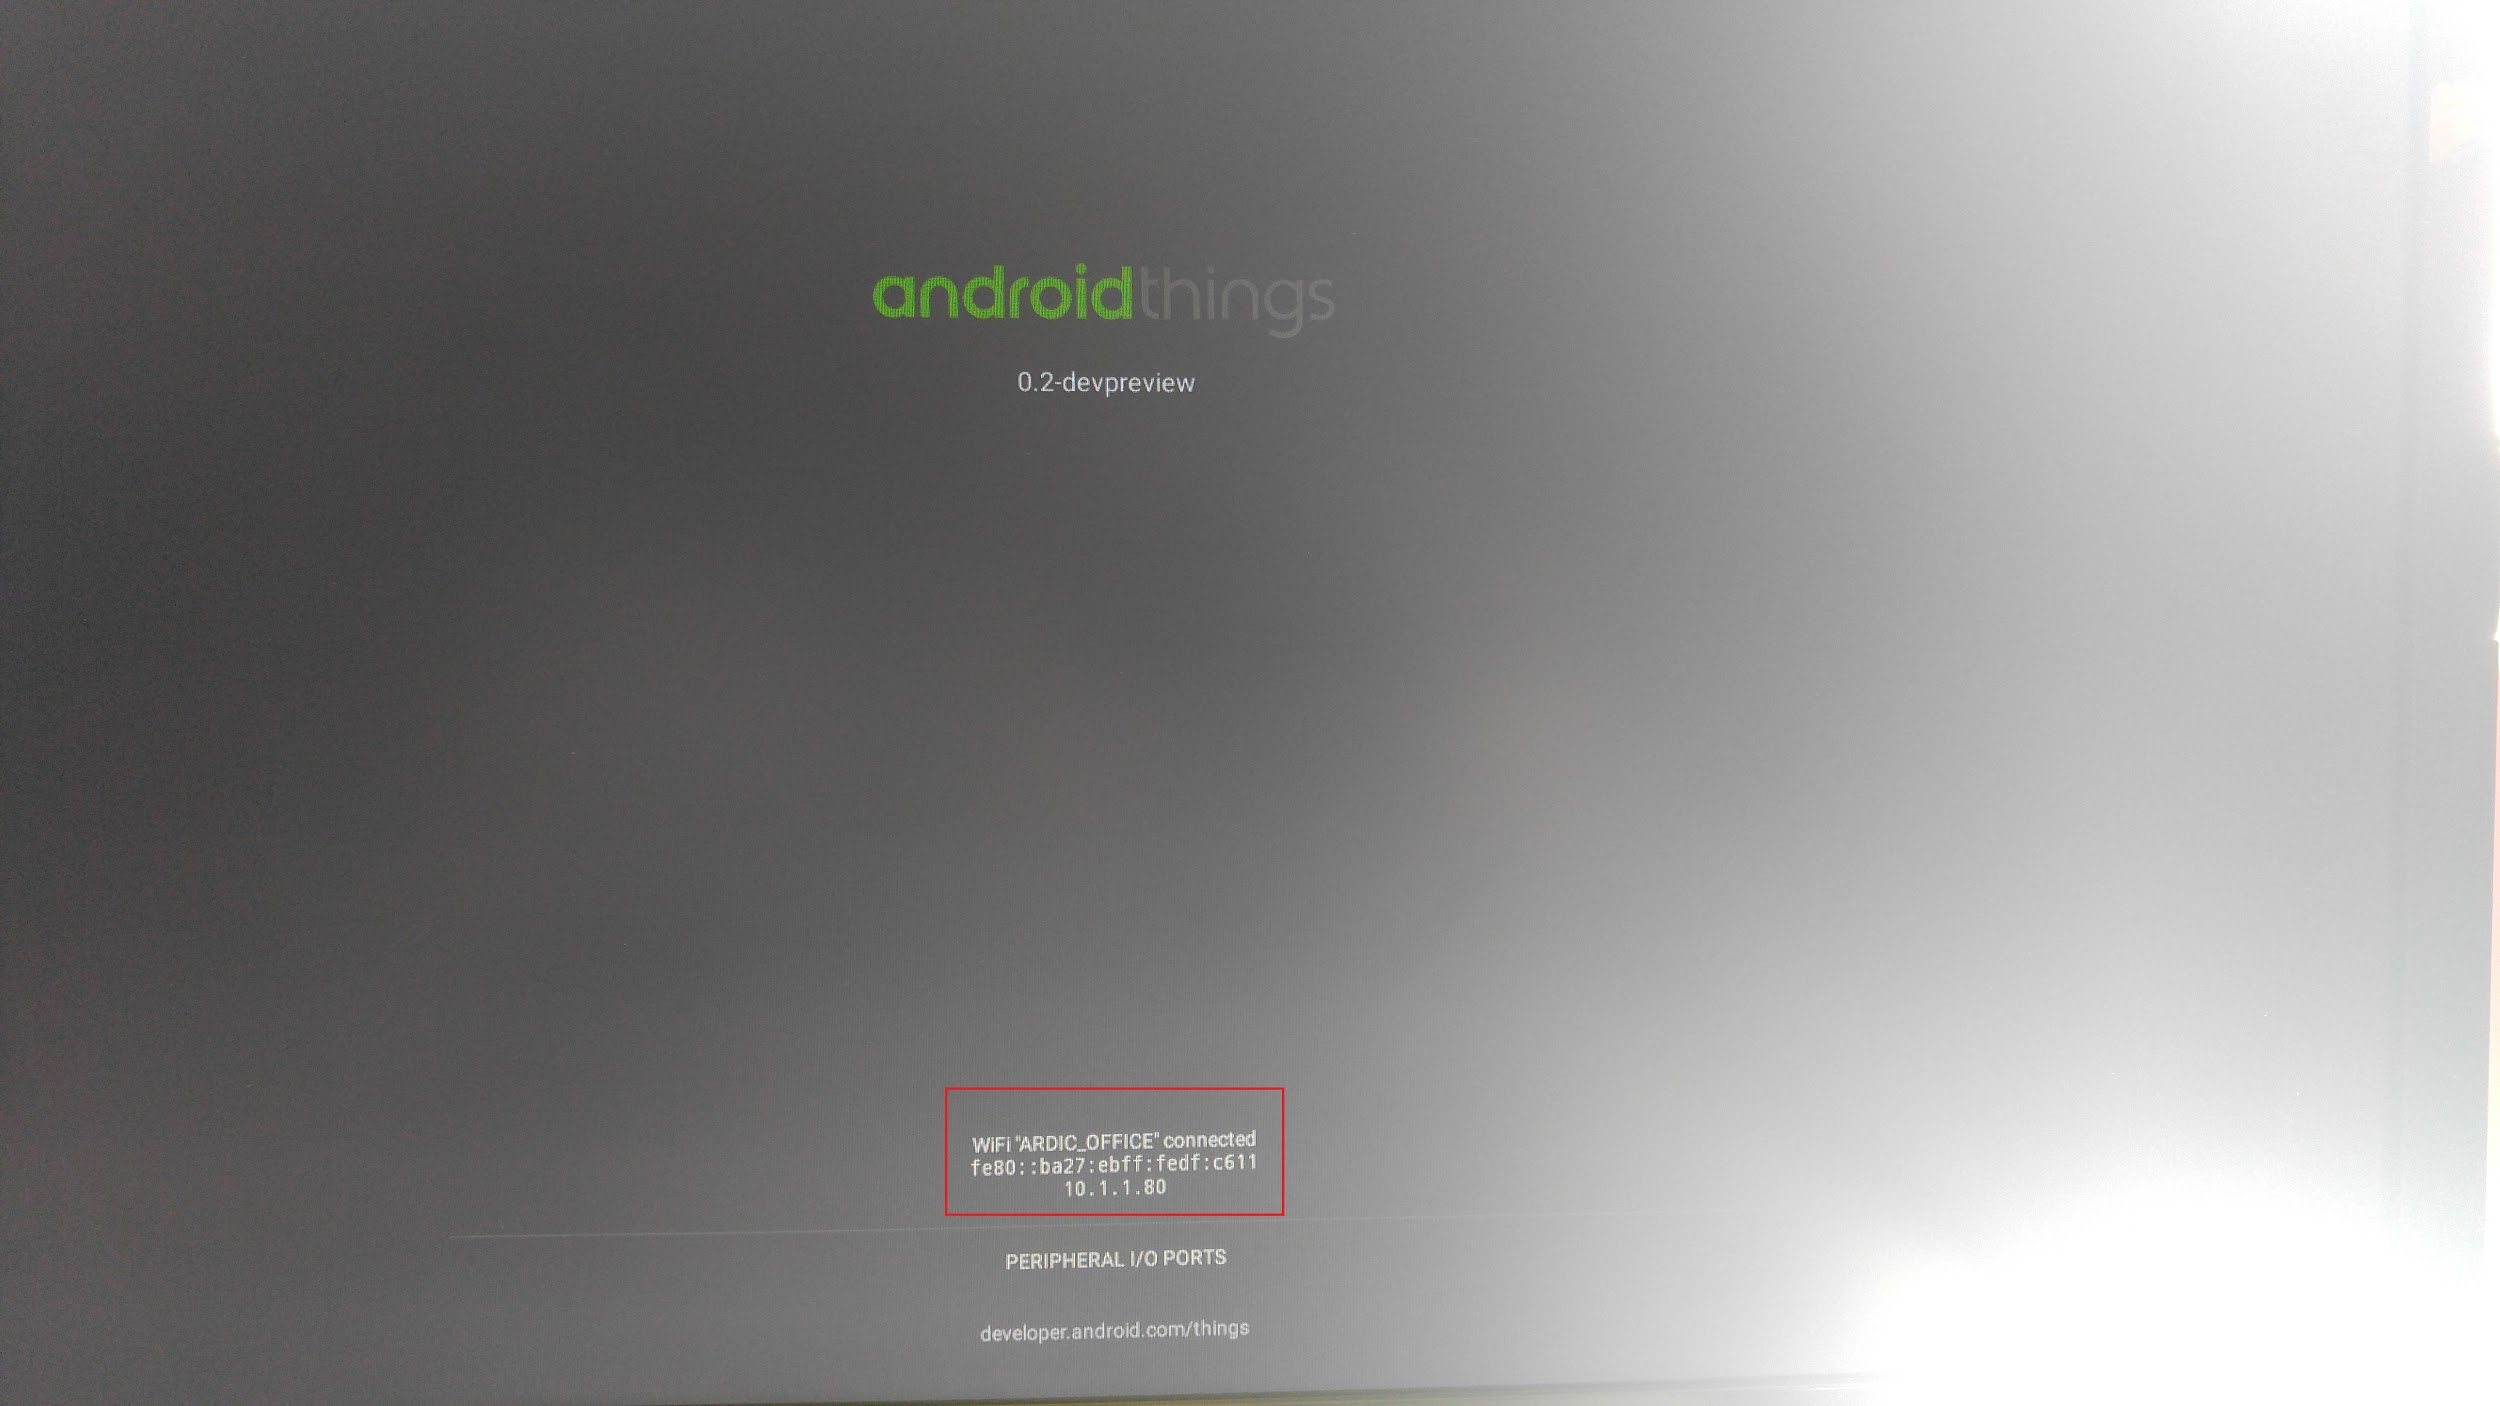 androidthings
0.2-devpreview
WiFi "ARDIC_OFFICE" connected
fe80::ba27:ebff:fedf:c611
10.1.1.80
PERIPHERAL I/O PORTS
developer.android.com/things